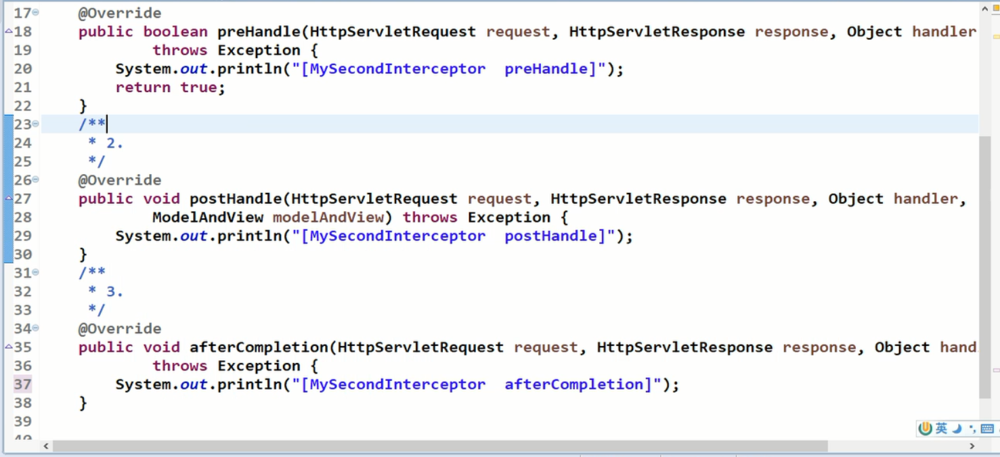 17 @Override
18 public boolean preHandle(HttpServletRequest request, HttpServletResponse response, Object handler
19 throws Exception {
20 System.out.println("[MySecondInterceptor  preHandle]");
21 return true;
22 }
23 /**
24 * 2.
25 */
26 @Override
27 public void postHandle(HttpServletRequest request, HttpServletResponse response, Object handler,
28 ModelAndView modelAndView) throws Exception {
29 System.out.println("[MySecondInterceptor  postHandle]");
30 }
31 /**
32 * 3.
33 */
34 @Override
35 public void afterCompletion(HttpServletRequest request, HttpServletResponse response, Object hand
36 throws Exception {
37 System.out.println("[MySecondInterceptor  afterCompletion]");
38 }
39
英